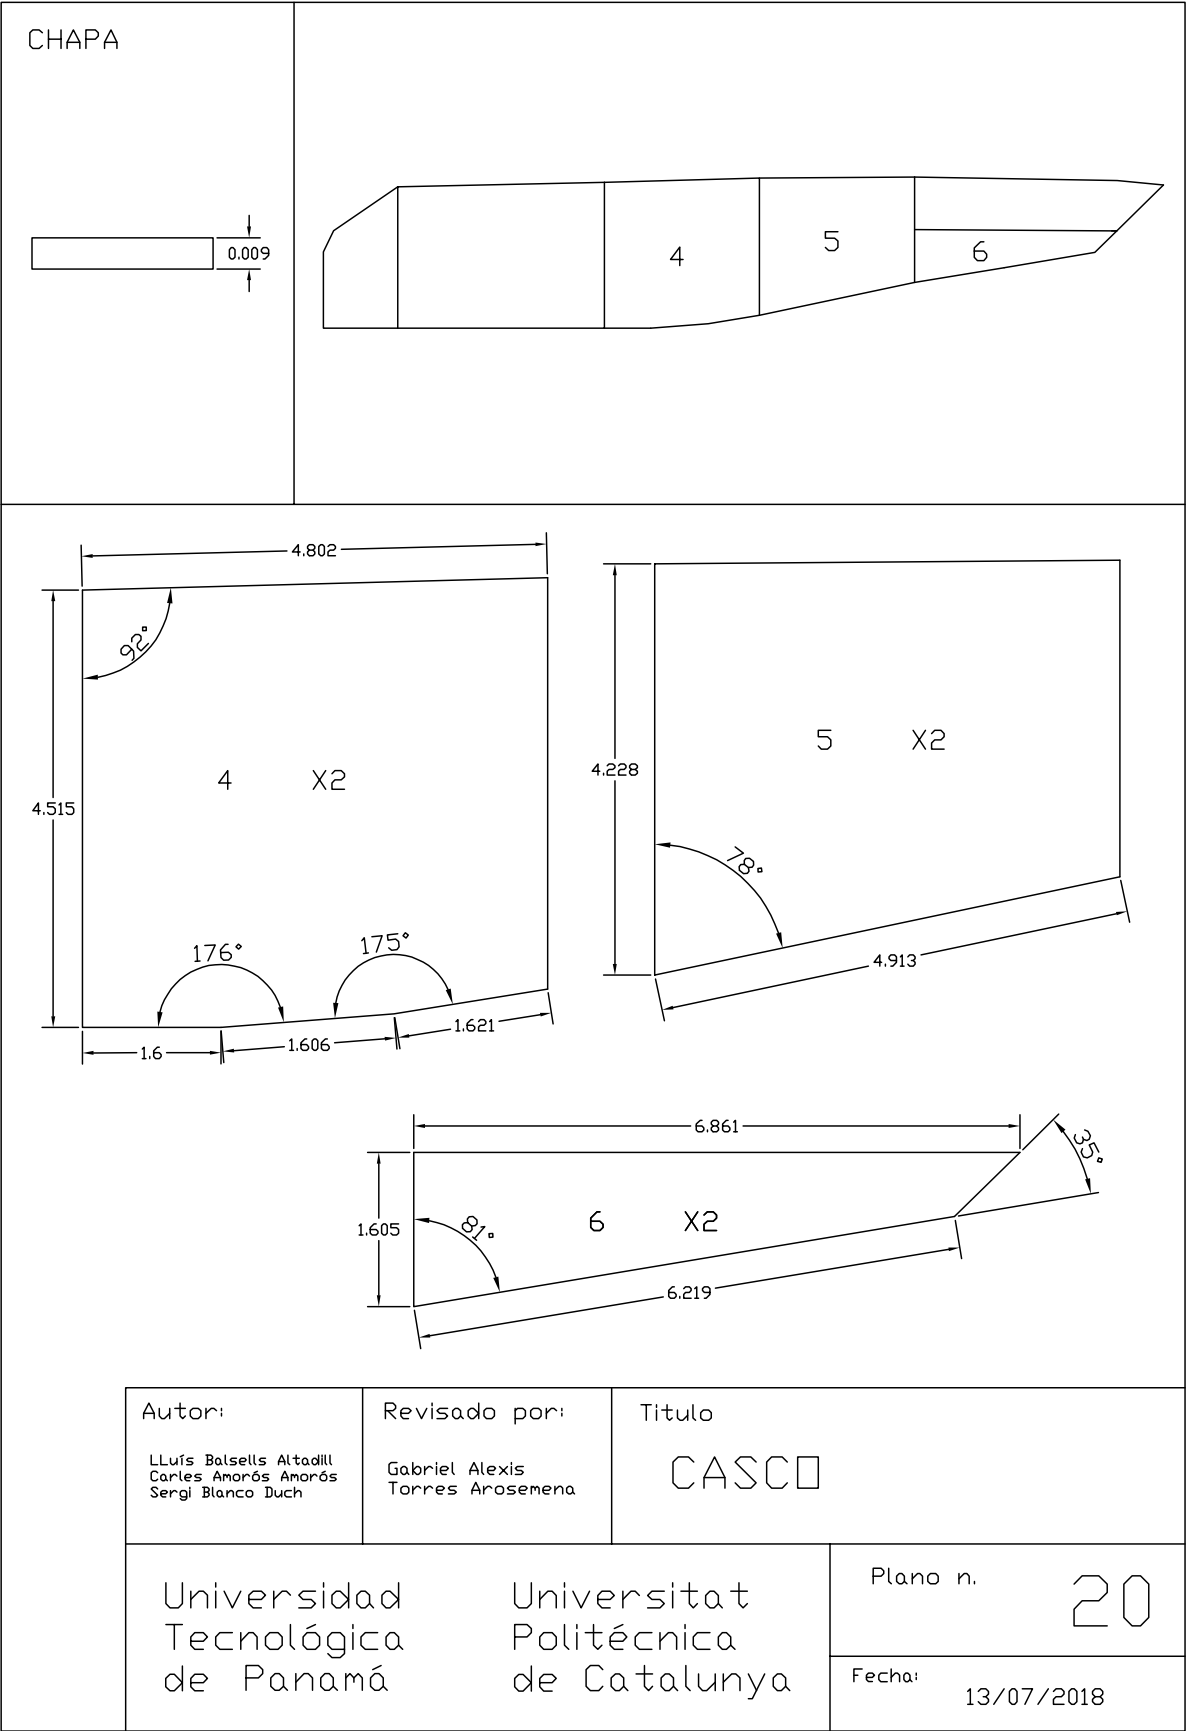 CHAPA
0.009
4
5
6
4.802
92°
4.515
4 X2
176°
175°
1.6
1.606
1.621
4.228
5 X2
78°
4.913
6.861
35°
1.605
81°
6 X2
6.219
Autor:
LLuís Balsells Altadill
Carles Amorós Amorós
Sergi Blanco Duch
Revisado por:
Gabriel Alexis
Torres Arosemena
Titulo
CASCO
Universidad
Tecnológica
de Panamá
Universitat
Politécnica
de Catalunya
Plano n.
20
Fecha:
13/07/2018